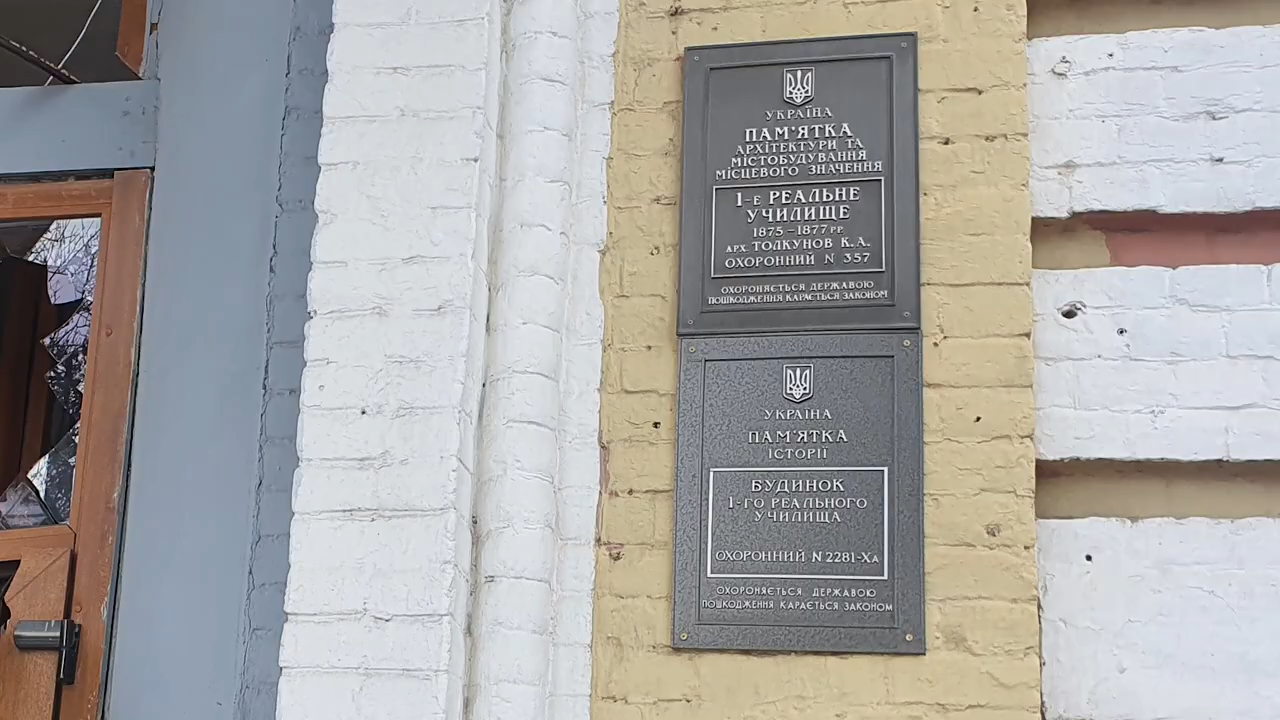 УКРАЇНА
ПАМ'ЯТКА
АРХІТЕКТУРИ ТА
МІСТОБУДУВАННЯ
МІСЦЕВОГО ЗНАЧЕННЯ
1-е РЕАЛЬНЕ
УЧИЛИЩЕ
1875–1877 РР.
АРХ. ТОЛКУНОВ К.А.
ОХОРОННИЙ N 357
ОХОРОНЯЄТЬСЯ ДЕРЖАВОЮ
ПОШКОДЖЕННЯ КАРАЄТЬСЯ ЗАКОНОМ
УКРАЇНА
ПАМ'ЯТКА
ІСТОРІЇ
БУДИНОК
1-ГО РЕАЛЬНОГО
УЧИЛИЩА
ОХОРОННИЙ N 2281-ХА
ОХОРОНЯЄТЬСЯ ДЕРЖАВОЮ
ПОШКОДЖЕННЯ КАРАЄТЬСЯ ЗАКОНОМ